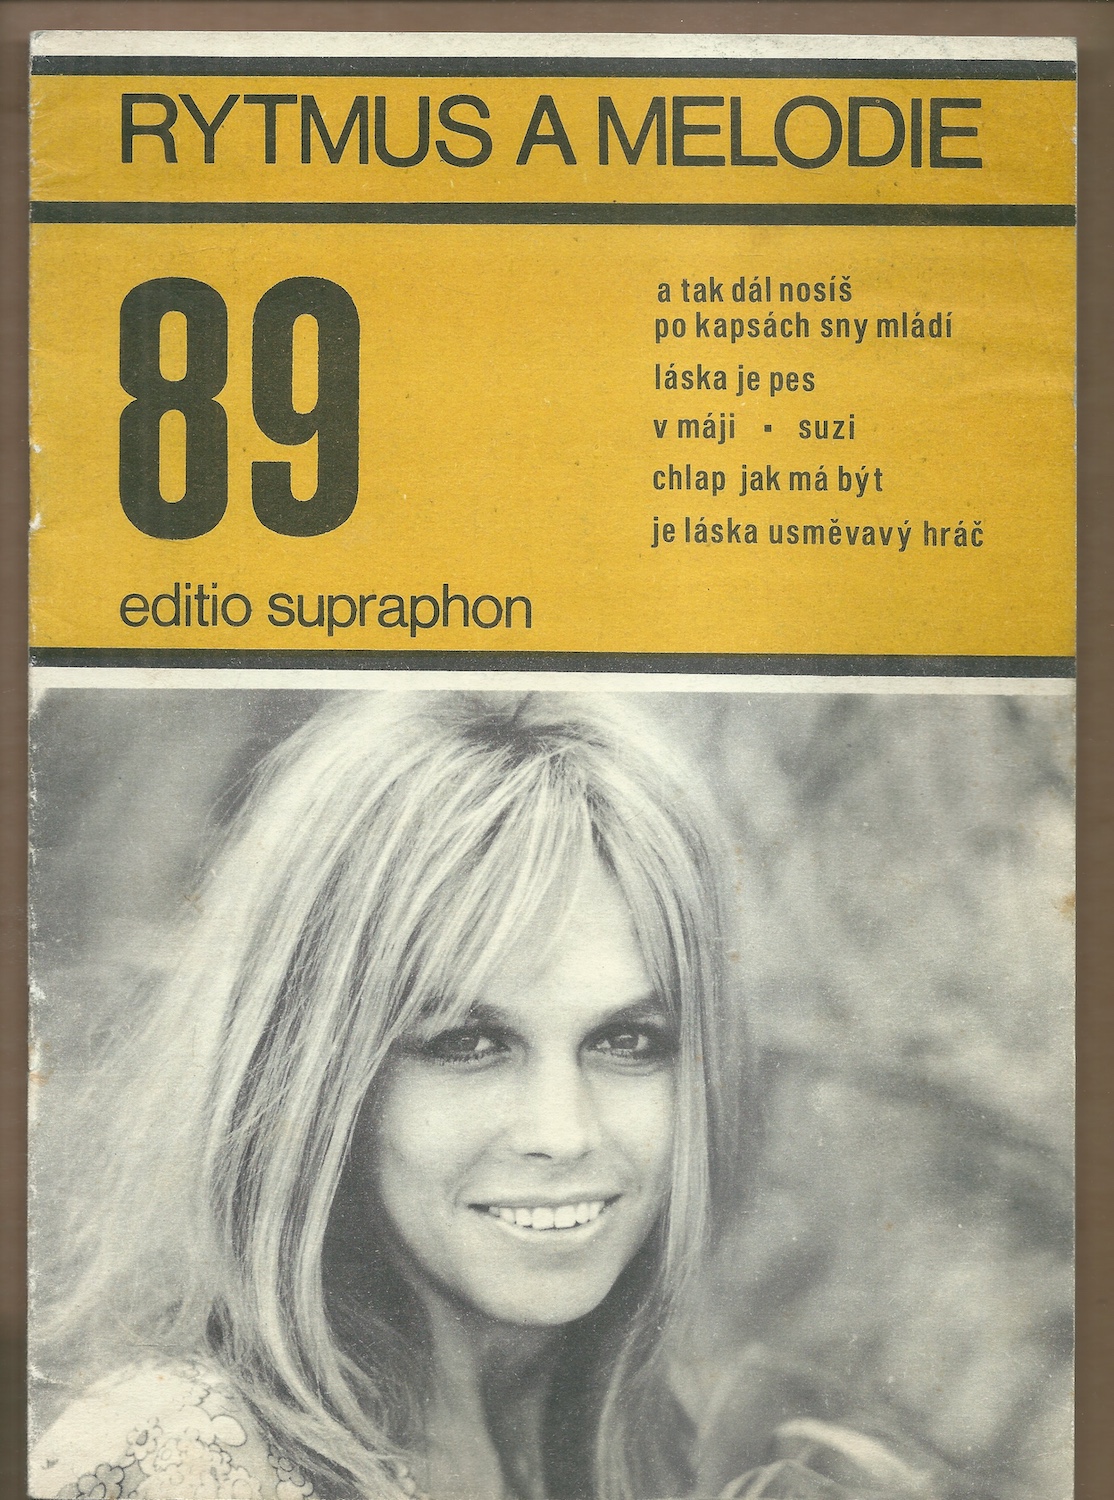 RYTMUS A MELODIE
89
a tak dál nosíš
po kapsách sny mládí
láska je pes
v máji ▪ suzi
chlap jak má být
je láska usměvavý hráč
editio supraphon